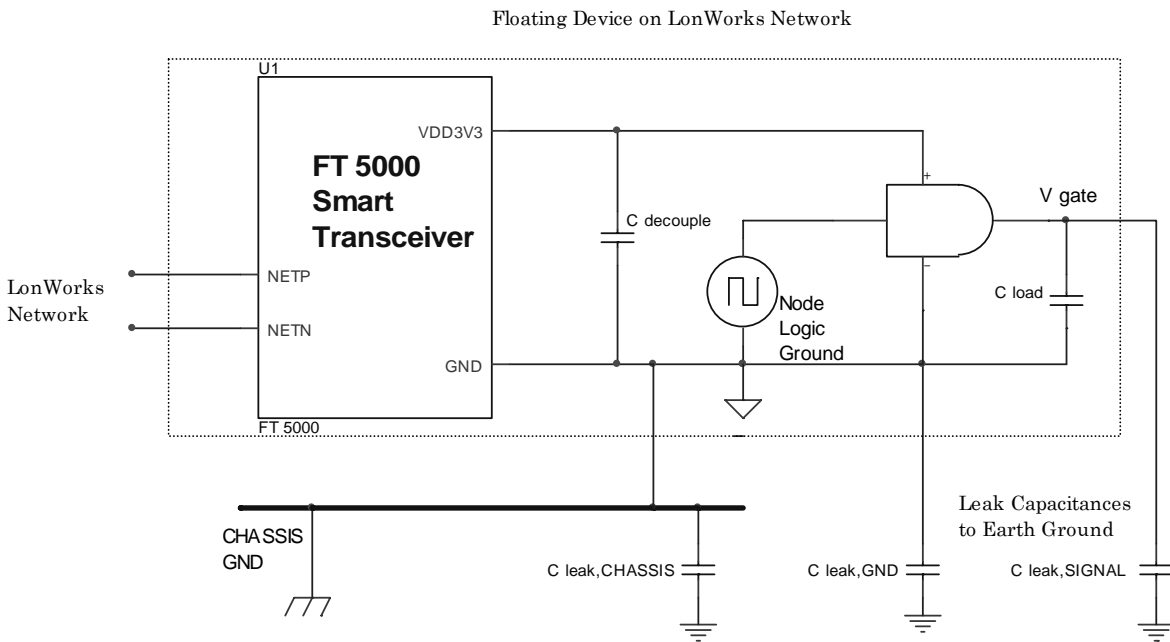 Floating Device on LonWorks Network
U1
VDD3V3
FT 5000
Smart
Transceiver
C decouple
+
V gate
−
LonWorks
Network
NETP
NETN
Node
Logic
Ground
C load
GND
FT 5000
CHASSIS
GND
Leak Capacitances
to Earth Ground
C leak,CHASSIS
C leak,GND
C leak,SIGNAL